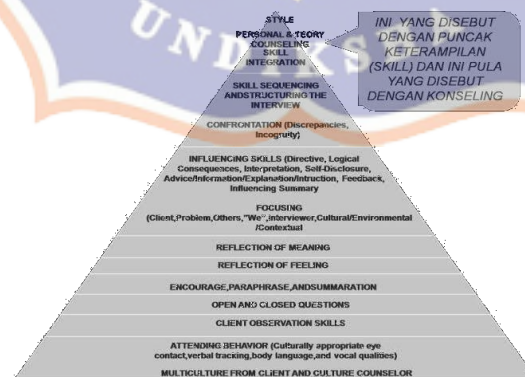 UNDIKSHA
STYLE
PERSONAL & TEORY
COUNSELING
SKILL
INTEGRATION
INI YANG DISEBUT
DENGAN PUNCAK
KETERAMPILAN
(SKILL) DAN INI PULA
YANG DISEBUT
DENGAN KONSELING
SKILL SEQUENCING
ANDSTRUCTURING THE
INTERVIEW
CONFRONTATION (Discrepancies,
Incogruity)
INFLUENCING SKILLS (Directive, Logical
Consequences, Interpretation, Self-Disclosure,
Advice/Information/Explanation/Intruction, Feedback,
Influencing Summary
FOCUSING
(Client,Problem,Others,"We",Interviewer,Cultural/Environmental
/Contextual
REFLECTION OF MEANING
REFLECTION OF FEELING
ENCOURAGE,PARAPHRASE,ANDSUMMARATION
OPEN AND CLOSED QUESTIONS
CLIENT OBSERVATION SKILLS
ATTENDING BEHAVIOR (Culturally appropriate eye
contact,verbal tracking,body language,and vocal qualities)
MULTICULTURE FROM CLIENT AND CULTURE COUNSELOR